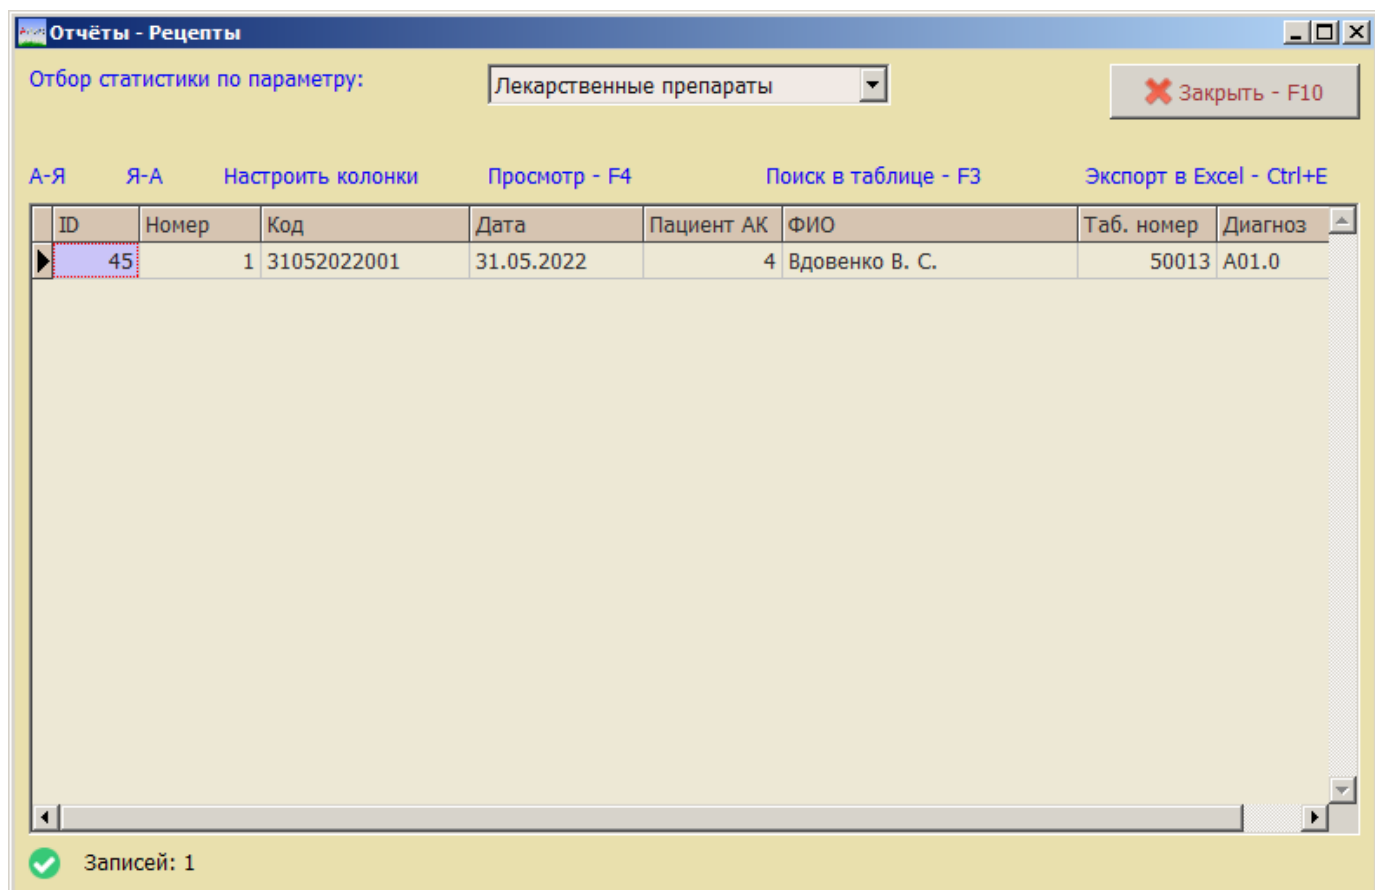 Отчёты - Рецепты
Отбор статистики по параметру: Лекарственные препараты Закрыть - F10
А-Я Я-А Настроить колонки Просмотр - F4 Поиск в таблице - F3 Экспорт в Excel - Ctrl+E
ID Номер Код Дата Пациент АК ФИО Таб. номер Диагноз
45 1 31052022001 31.05.2022 4 Вдовенко В. С. 50013 A01.0
Записей: 1